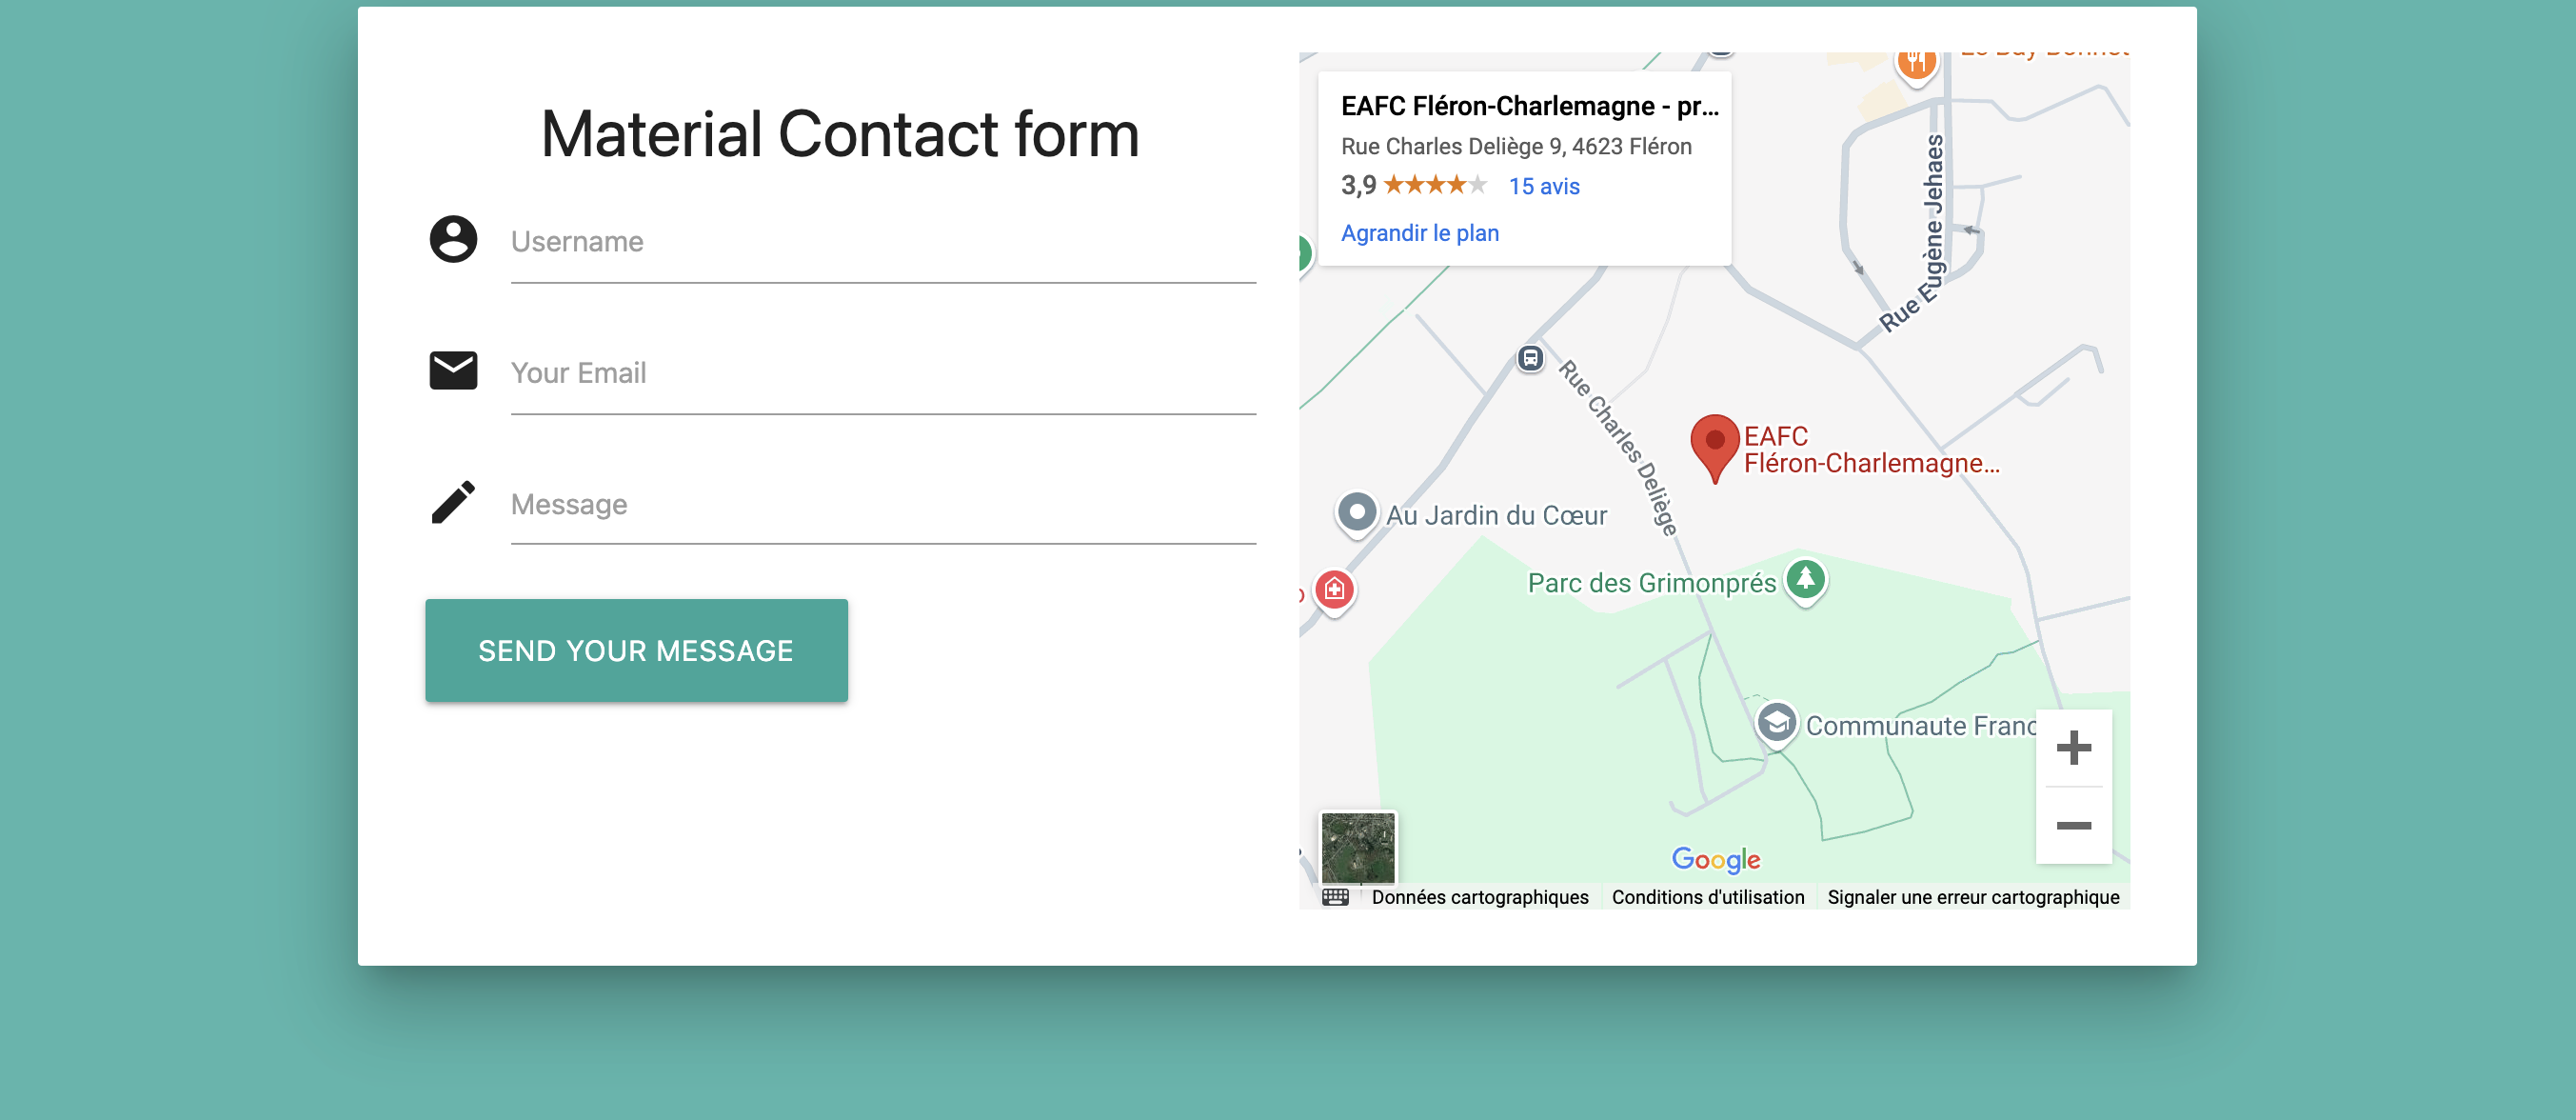 Material Contact form
Username
Your Email
Message
SEND YOUR MESSAGE
EAFC Fléron-Charlemagne - pr...
Rue Charles Deliège 9, 4623 Fléron
3,9
15 avis
Agrandir le plan
Rue Eugène Jehaes
Rue Charles Deliège
EAFC
Fléron-Charlemagne...
Au Jardin du Cœur
Parc des Grimonprés
Communaute Franc
Google
Données cartographiques
Conditions d'utilisation
Signaler une erreur cartographique